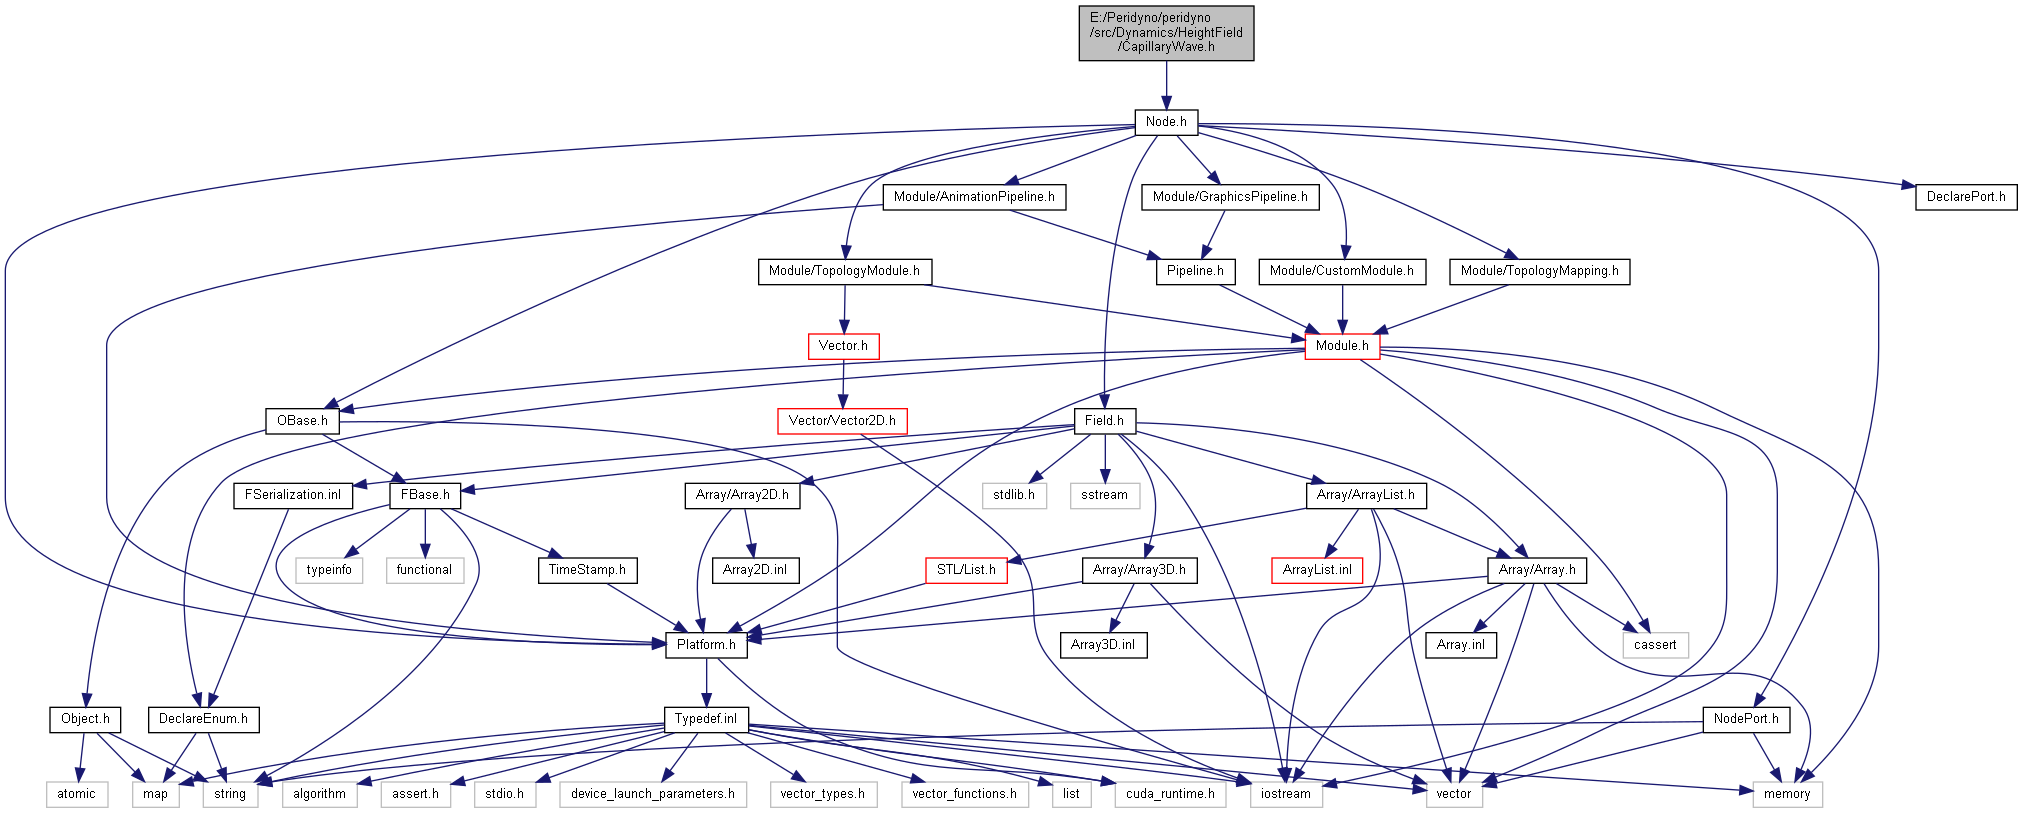 E:/Peridyno/peridyno
/src/Dynamics/HeightField
/CapillaryWave.h
Node.h
Module/AnimationPipeline.h
Module/GraphicsPipeline.h
DeclarePort.h
Module/TopologyModule.h
Pipeline.h
Module/CustomModule.h
Module/TopologyMapping.h
Vector.h
Module.h
OBase.h
Vector/Vector2D.h
Field.h
FSerialization.inl
FBase.h
Array/Array2D.h
stdlib.h
sstream
Array/ArrayList.h
typeinfo
functional
TimeStamp.h
Array2D.inl
STL/List.h
Array/Array3D.h
ArrayList.inl
Array/Array.h
Platform.h
Array3D.inl
Array.inl
cassert
Object.h
DeclareEnum.h
Typedef.inl
NodePort.h
atomic
map
string
algorithm
assert.h
stdio.h
device_launch_parameters.h
vector_types.h
vector_functions.h
list
cuda_runtime.h
iostream
vector
memory